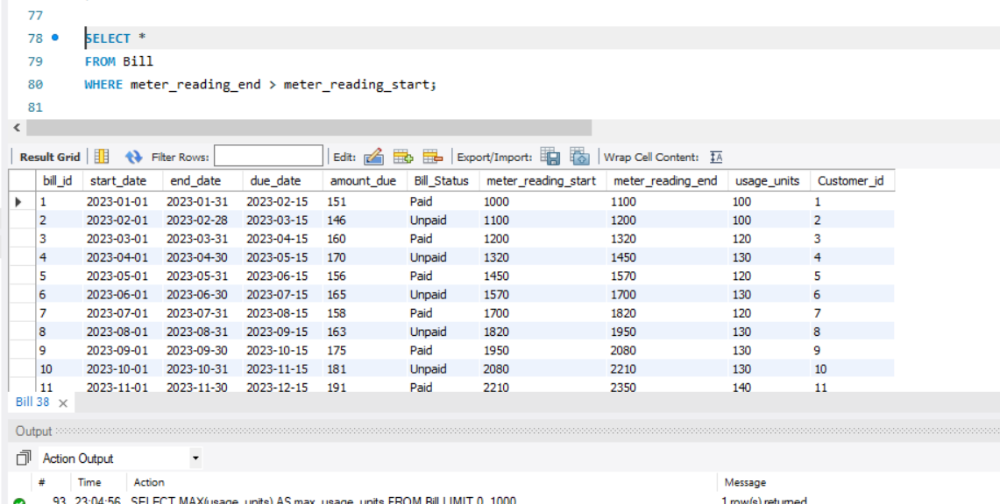 77
78 SELECT *
79 FROM Bill
80 WHERE meter_reading_end > meter_reading_start;
81
Result Grid Filter Rows: Edit: Export/Import: Wrap Cell Content: IA
bill_id start_date end_date due_date amount_due Bill_Status meter_reading_start meter_reading_end usage_units Customer_id
1 2023-01-01 2023-01-31 2023-02-15 151 Paid 1000 1100 100 1
2 2023-02-01 2023-02-28 2023-03-15 146 Unpaid 1100 1200 100 2
3 2023-03-01 2023-03-31 2023-04-15 160 Paid 1200 1320 120 3
4 2023-04-01 2023-04-30 2023-05-15 170 Unpaid 1320 1450 130 4
5 2023-05-01 2023-05-31 2023-06-15 156 Paid 1450 1570 120 5
6 2023-06-01 2023-06-30 2023-07-15 165 Unpaid 1570 1700 130 6
7 2023-07-01 2023-07-31 2023-08-15 158 Paid 1700 1820 120 7
8 2023-08-01 2023-08-31 2023-09-15 163 Unpaid 1820 1950 130 8
9 2023-09-01 2023-09-30 2023-10-15 175 Paid 1950 2080 130 9
10 2023-10-01 2023-10-31 2023-11-15 181 Unpaid 2080 2210 130 10
11 2023-11-01 2023-11-30 2023-12-15 191 Paid 2210 2350 140 11
Bill 38
Output
Action Output
# Time Action Message
93 23:04:56 SELECT MAX(usage_units) AS max_usage_units FROM Bill LIMIT 0, 1000 1 row(s) returned